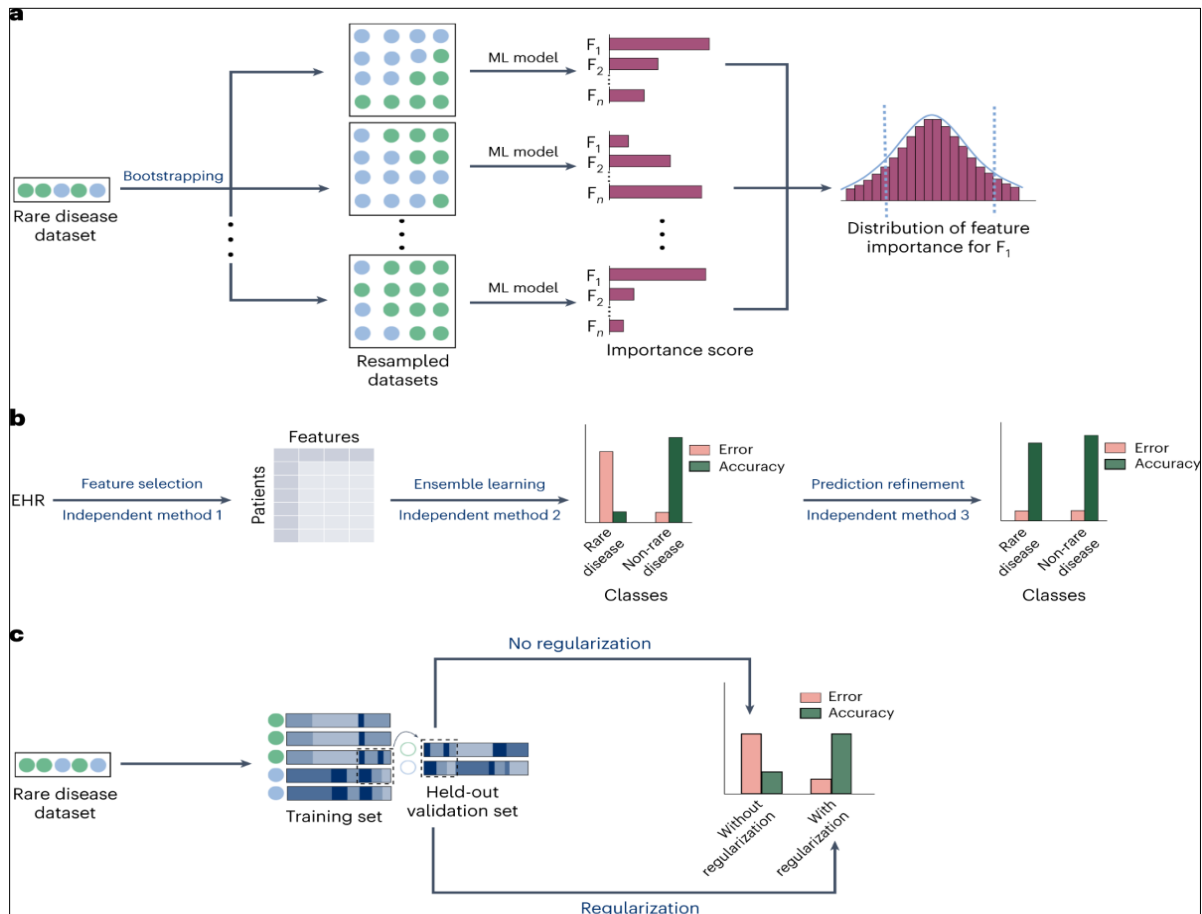 a
Rare disease
dataset
Bootstrapping
Resampled
datasets
ML model
ML model
ML model
F1
F2
Fn
F1
F2
Fn
F1
F2
Fn
Importance score
Distribution of feature
importance for F1
b
EHR
Feature selection
Independent method 1
Features
Patients
Ensemble learning
Independent method 2
Error
Accuracy
Rare
disease
Non-rare
disease
Classes
Prediction refinement
Independent method 3
Error
Accuracy
Rare
disease
Non-rare
disease
Classes
c
Rare disease
dataset
Training set
Held-out
validation set
No regularization
Regularization
Error
Accuracy
Without
regularization
With
regularization